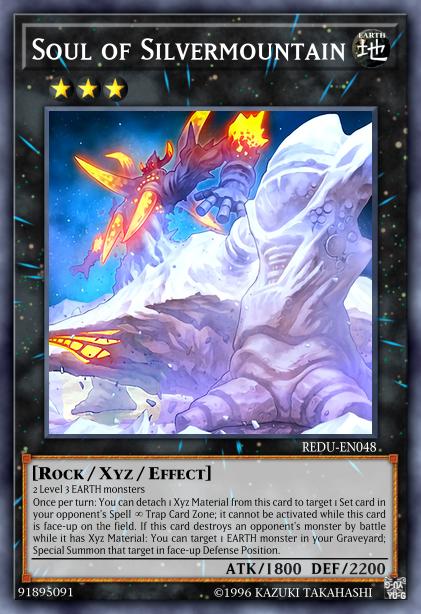 Soul of Silvermountain
EARTH
地
REDU-EN048
[Rock / Xyz / Effect]
2 Level 3 EARTH monsters
Once per turn: You can detach 1 Xyz Material from this card to target 1 Set card in
your opponent's Spell & Trap Card Zone; it cannot be activated while this card
is face-up on the field. If this card destroys an opponent's monster by battle
while it has Xyz Material: You can target 1 EARTH monster in your Graveyard;
Special Summon that target in face-up Defense Position.
ATK/1800 DEF/2200
91895091
©1996 KAZUKI TAKAHASHI